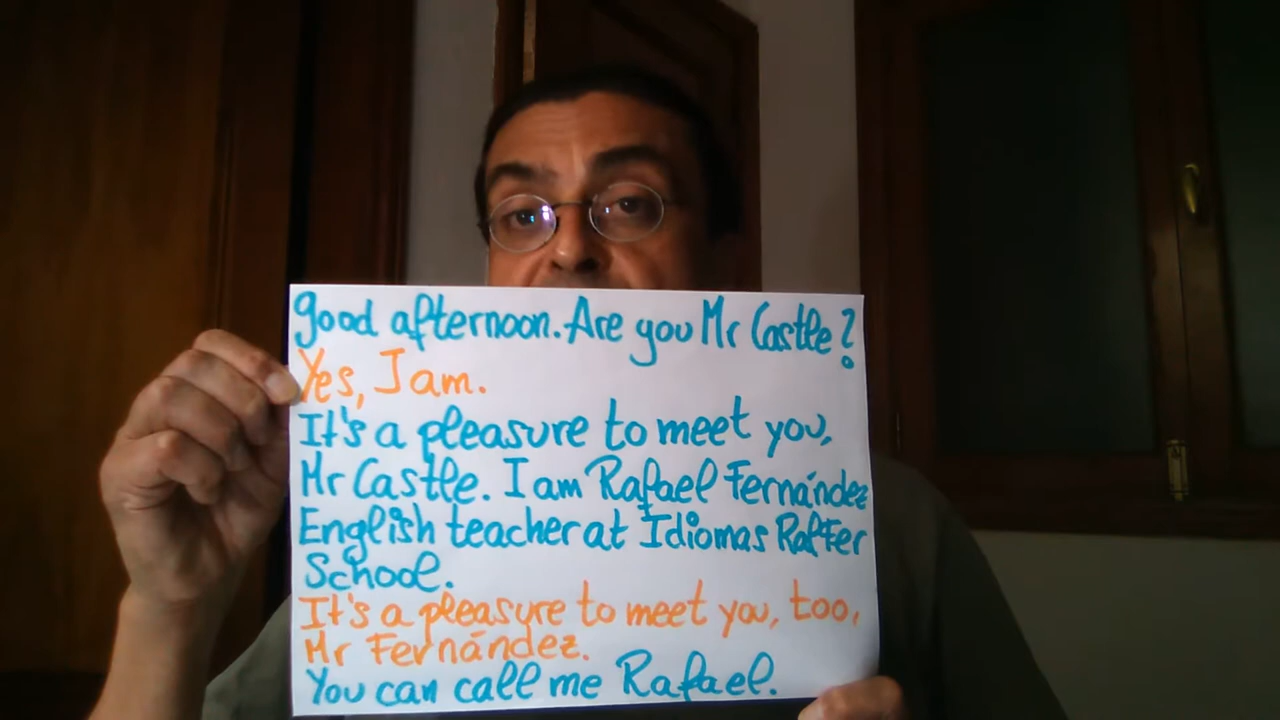 Good afternoon. Are you Mr Castle?
Yes, I am.
It's a pleasure to meet you,
Mr Castle. I am Rafael Fernández
English teacher at Idiomas RafFer
School.
It's a pleasure to meet you, too,
Mr Fernández.
You can call me Rafael.